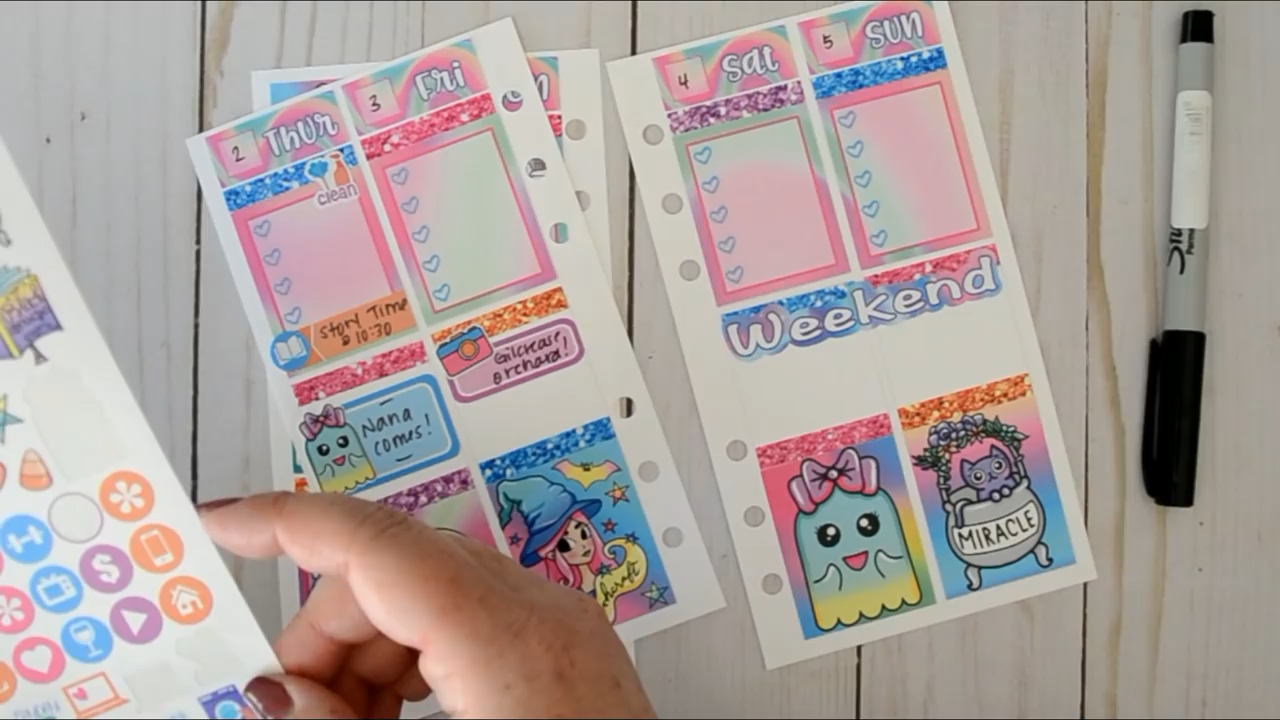 2 Thur
clean
Story Time
@ 10:30
Nana
comes!
3 Fri
Gilcrease
orchard!
4 Sat
5 Sun
Weekend
MIRACLE